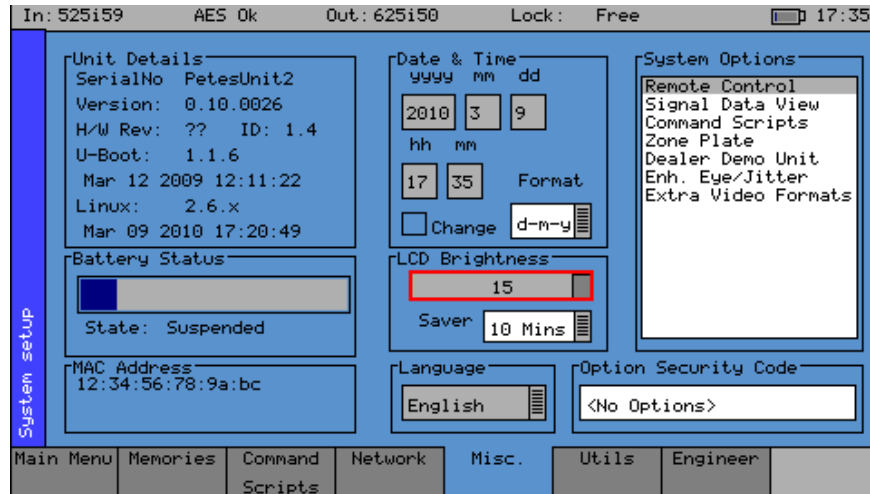 In: 525i59 AES Ok Out: 625i50 Lock: Free 17:35
Unit Details
SerialNo PetesUnit2
Version: 0.10.0026
H/W Rev: ?? ID: 1.4
U-Boot: 1.1.6
Mar 12 2009 12:11:22
Linux: 2.6.x
Mar 09 2010 17:20:49
Battery Status
State: Suspended
MAC Address
12:34:56:78:9a:bc
Date & Time
yyyy mm dd
2010 3 9
hh mm
17 35 Format
Change d-m-y
LCD Brightness
15
Saver 10 Mins
Language
English
System Options
Remote Control
Signal Data View
Command Scripts
Zone Plate
Dealer Demo Unit
Enh. Eye/Jitter
Extra Video Formats
Option Security Code
<No Options>
System setup
Main Menu Memories Command Scripts Network Misc. Utils Engineer